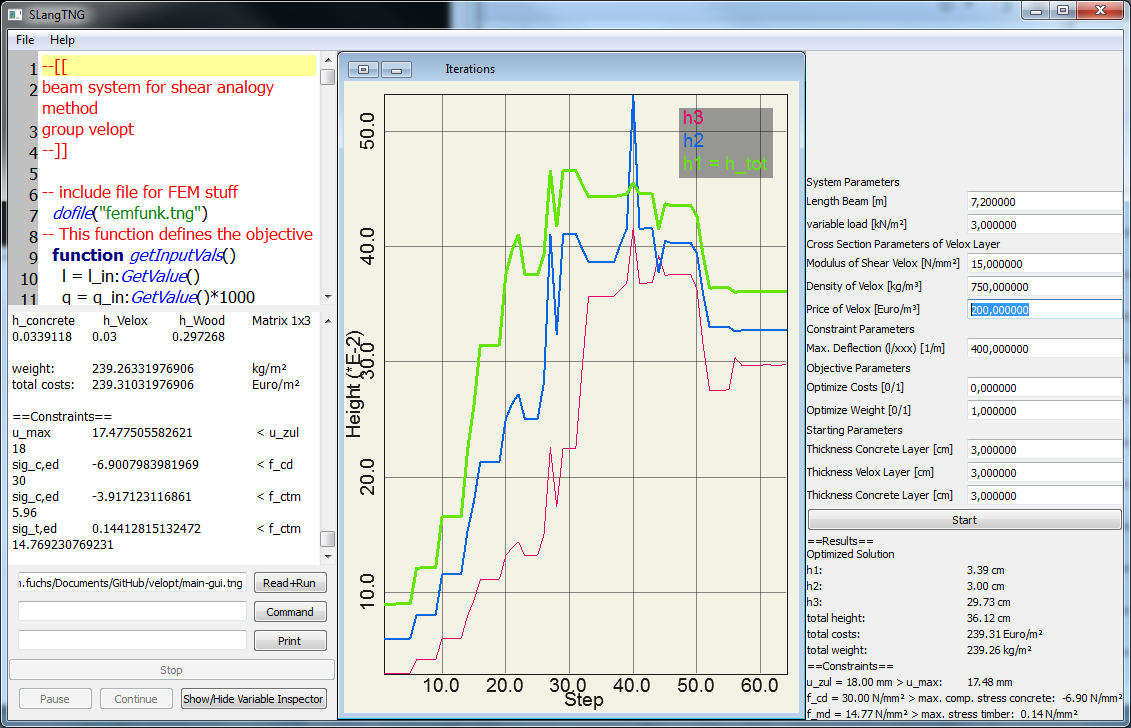 SLangTNG
File Help
1 --[[
2 beam system for shear analogy
method
3 group velopt
4 --]]
5
6 -- include file for FEM stuff
7 dofile("femfunk.tng")
8 -- This function defines the objective
9 function getInputVals()
10 l = l_in:GetValue()
11 q = q_in:GetValue()*1000
h_concrete h_Velox h_Wood Matrix 1x3
0.0339118 0.03 0.297268
weight: 239.26331976906 kg/m²
total costs: 239.31031976906 Euro/m²
==Constraints==
u_max 17.477505582621 < u_zul
18
sig_c,ed -6.9007983981969 < f_cd
30
sig_c,ed -3.917123116861 < f_ctm
5.96
sig_t,ed 0.14412815132472 < f_ctm
14.769230769231
n.fuchs/Documents/GitHub/velopt/main-gui.tng Read+Run
Command
Print
Stop
Pause Continue Show/Hide Variable Inspector
Iterations
h3
h2
h1 = h_tot
50.0
40.0
30.0
20.0
10.0
Height (*E-2)
10.0 20.0 30.0 40.0 50.0 60.0
Step
System Parameters
Length Beam [m] 7,200000
variable load [kN/m²] 3,000000
Cross Section Parameters of Velox Layer
Modulus of Shear Velox [N/mm²] 15,000000
Density of Velox [kg/m³] 750,000000
Price of Velox [Euro/m³] 200,000000
Constraint Parameters
Max. Deflection (l/xxx) [1/m] 400,000000
Objective Parameters
Optimize Costs [0/1] 0,000000
Optimize Weight [0/1] 1,000000
Starting Parameters
Thickness Concrete Layer [cm] 3,000000
Thickness Velox Layer [cm] 3,000000
Thickness Concrete Layer [cm] 3,000000
Start
==Results==
Optimized Solution
h1: 3.39 cm
h2: 3.00 cm
h3: 29.73 cm
total height: 36.12 cm
total costs: 239.31 Euro/m²
total weight: 239.26 kg/m²
==Constraints==
u_zul = 18.00 mm > u_max: 17.48 mm
f_cd = 30.00 N/mm² > max. comp. stress concrete: -6.90 N/mm²
f_md = 14.77 N/mm² > max. stress timber: 0.14 N/mm²